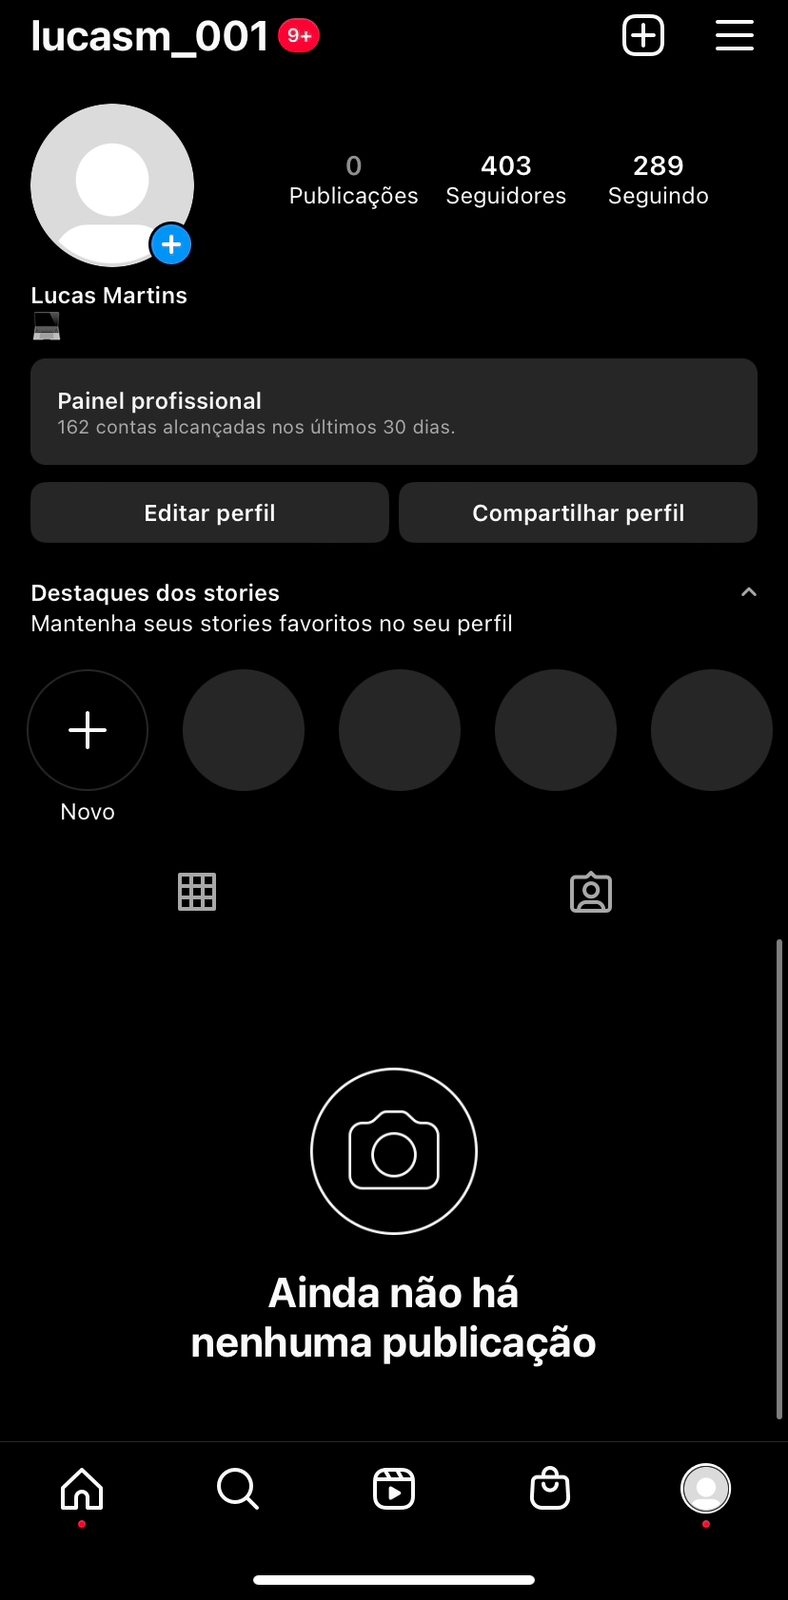 lucasm_001 9+
0 403 289
Publicações Seguidores Seguindo
Lucas Martins
Painel profissional
162 contas alcançadas nos últimos 30 dias.
Editar perfil Compartilhar perfil
Destaques dos stories
Mantenha seus stories favoritos no seu perfil
Novo
Ainda não há
nenhuma publicação